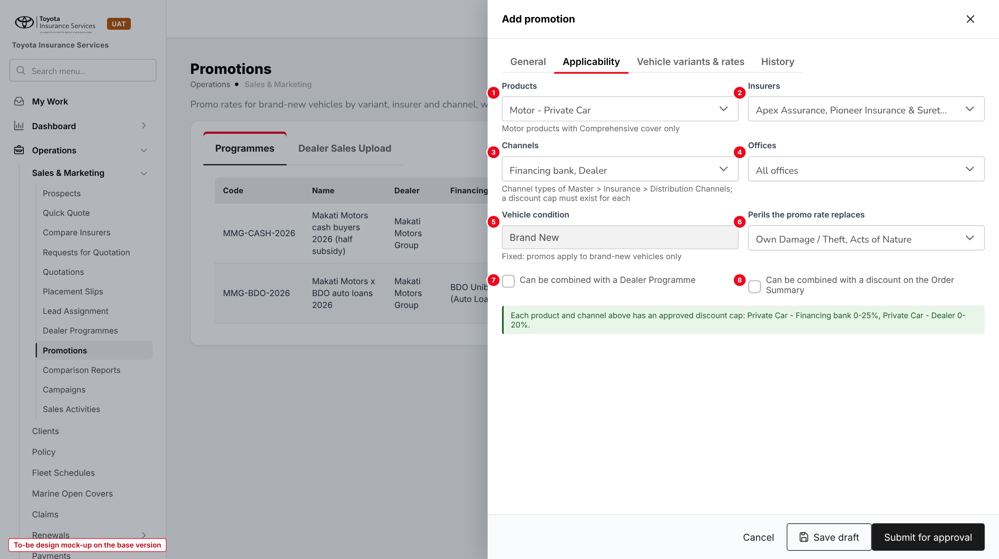 Toyota
Insurance Services
UAT
Toyota Insurance Services
Search menu...
My Work
Dashboard
Operations
Sales & Marketing
Prospects
Quick Quote
Compare Insurers
Requests for Quotation
Quotations
Placement Slips
Lead Assignment
Dealer Programmes
Promotions
Comparison Reports
Campaigns
Sales Activities
Clients
Policy
Fleet Schedules
Marine Open Covers
Claims
Renewals
To-be design mock-up on the base version
Payments
Promotions
Operations • Sales & Marketing
Promo rates for brand-new vehicles by variant, insurer and channel, w
Programmes
Dealer Sales Upload
Code Name Dealer Financing
MMG-CASH-2026
Makati Motors
cash buyers
2026 (half
subsidy)
Makati
Motors
Group
MMG-BDO-2026
Makati Motors x
BDO auto loans
2026
Makati
Motors
Group
BDO Unib
(Auto Loa
Add promotion
General Applicability Vehicle variants & rates History
1 Products
Motor - Private Car
Motor products with Comprehensive cover only
2 Insurers
Apex Assurance, Pioneer Insurance & Suret...
3 Channels
Financing bank, Dealer
Channel types of Master > Insurance > Distribution Channels;
a discount cap must exist for each
4 Offices
All offices
5 Vehicle condition
Brand New
Fixed: promos apply to brand-new vehicles only
6 Perils the promo rate replaces
Own Damage / Theft, Acts of Nature
7 Can be combined with a Dealer Programme
8 Can be combined with a discount on the Order
Summary
Each product and channel above has an approved discount cap: Private Car - Financing bank 0-25%, Private Car - Dealer 0-
20%.
Cancel
Save draft
Submit for approval